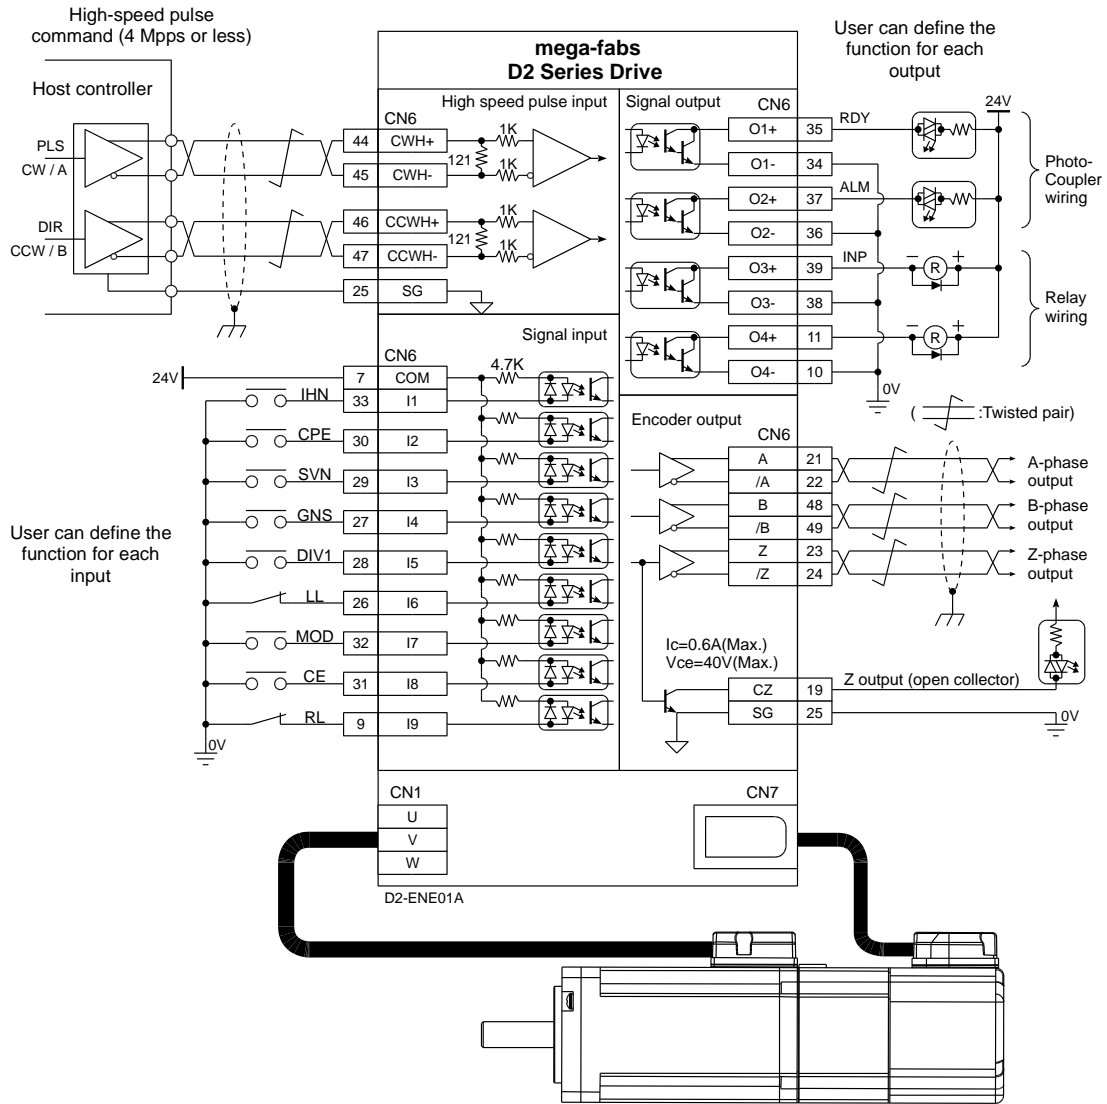 High-speed pulse
command (4 Mpps or less)
Host controller
PLS
CW / A
DIR
CCW / B
mega-fabs
D2 Series Drive
High speed pulse input
CN6
44 CWH+
45 CWH-
46 CCWH+
47 CCWH-
25 SG
1K
121
1K
1K
121
1K
Signal input
CN6
24V
7 COM
4.7K
IHN 33 I1
CPE 30 I2
SVN 29 I3
GNS 27 I4
DIV1 28 I5
LL 26 I6
MOD 32 I7
CE 31 I8
RL 9 I9
0V
User can define the
function for each
input
User can define the
function for each
output
Signal output
CN6
24V
O1+ 35 RDY
O1- 34
O2+ 37 ALM
O2- 36
O3+ 39 INP
O3- 38
O4+ 11
O4- 10
− R +
− R +
0V
Photo-
Coupler
wiring
Relay
wiring
( :Twisted pair)
Encoder output
CN6
A 21
/A 22
B 48
/B 49
Z 23
/Z 24
A-phase
output
B-phase
output
Z-phase
output
Ic=0.6A(Max.)
Vce=40V(Max.)
CZ 19
SG 25
Z output (open collector)
0V
CN1
U
V
W
CN7
D2-ENE01A